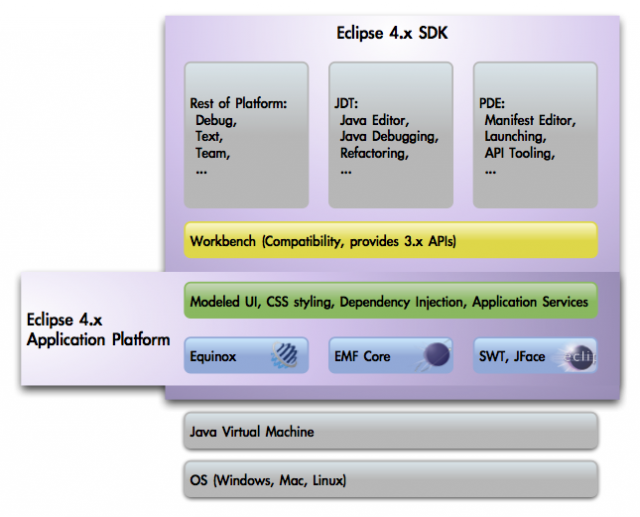 Eclipse 4.x SDK
Rest of Platform:
Debug,
Text,
Team,
...
JDT:
Java Editor,
Java Debugging,
Refactoring,
...
PDE:
Manifest Editor,
Launching,
API Tooling,
...
Workbench (Compatibility, provides 3.x APIs)
Eclipse 4.x
Application Platform
Modeled UI, CSS styling, Dependency Injection, Application Services
Equinox
EMF Core
SWT, JFace
ecli
Java Virtual Machine
OS (Windows, Mac, Linux)